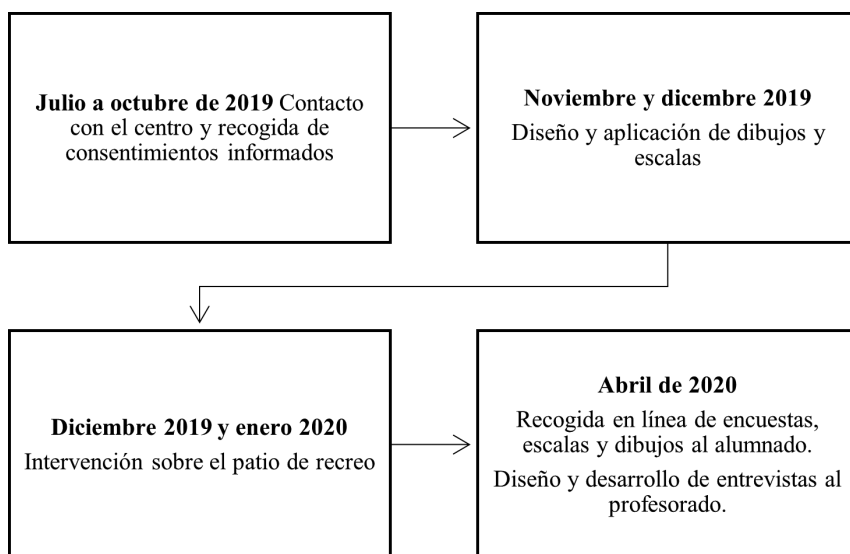 Julio a octubre de 2019 Contacto
con el centro y recogida de
consentimientos informados
Noviembre y diciembre 2019
Diseño y aplicación de dibujos y
escalas
Diciembre 2019 y enero 2020
Intervención sobre el patio de recreo
Abril de 2020
Recogida en línea de encuestas,
escalas y dibujos al alumnado.
Diseño y desarrollo de entrevistas al
profesorado.